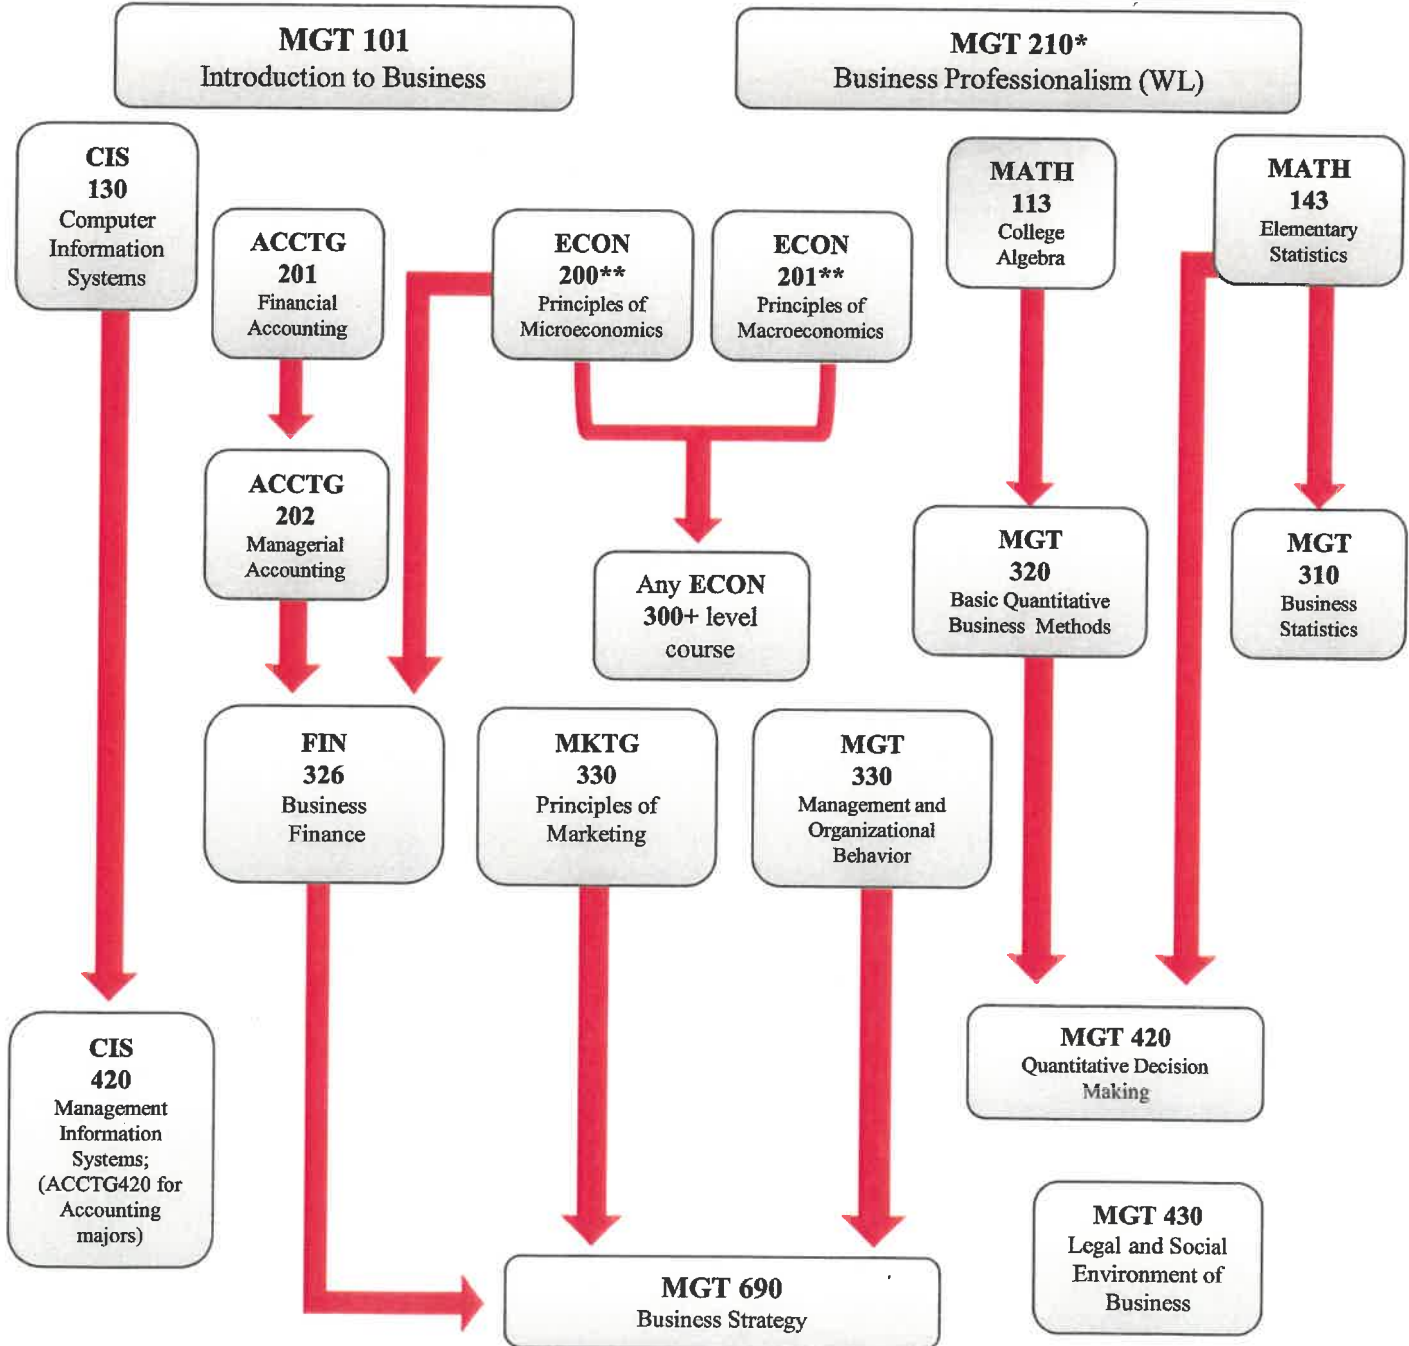 MGT 101
Introduction to Business
MGT 210*
Business Professionalism (WL)
CIS
130
Computer
Information
Systems
ACCTG
201
Financial
Accounting
ECON
200**
Principles of
Microeconomics
ECON
201**
Principles of
Macroeconomics
MATH
113
College
Algebra
MATH
143
Elementary
Statistics
ACCTG
202
Managerial
Accounting
Any ECON
300+ level
course
MGT
320
Basic Quantitative
Business Methods
MGT
310
Business
Statistics
FIN
326
Business
Finance
MKTG
330
Principles of
Marketing
MGT
330
Management and
Organizational
Behavior
CIS
420
Management
Information
Systems;
(ACCTG420 for
Accounting
majors)
MGT 420
Quantitative Decision
Making
MGT 430
Legal and Social
Environment of
Business
MGT 690
Business Strategy